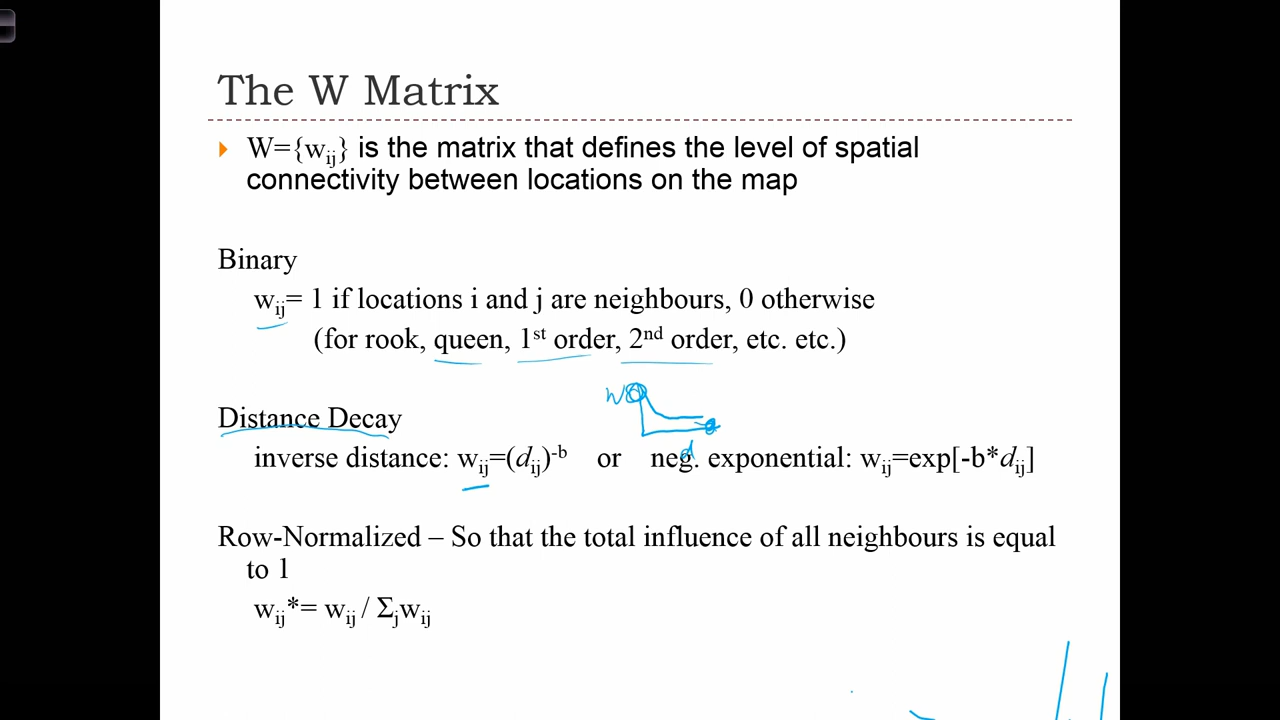 The W Matrix
W={wij} is the matrix that defines the level of spatial
connectivity between locations on the map
Binary
wij= 1 if locations i and j are neighbours, 0 otherwise
(for rook, queen, 1st order, 2nd order, etc. etc.)
W
Distance Decay
d
inverse distance: wij=(dij)-b or neg. exponential: wij=exp[-b*dij]
Row-Normalized – So that the total influence of all neighbours is equal
to 1
wij*= wij / Σjwij